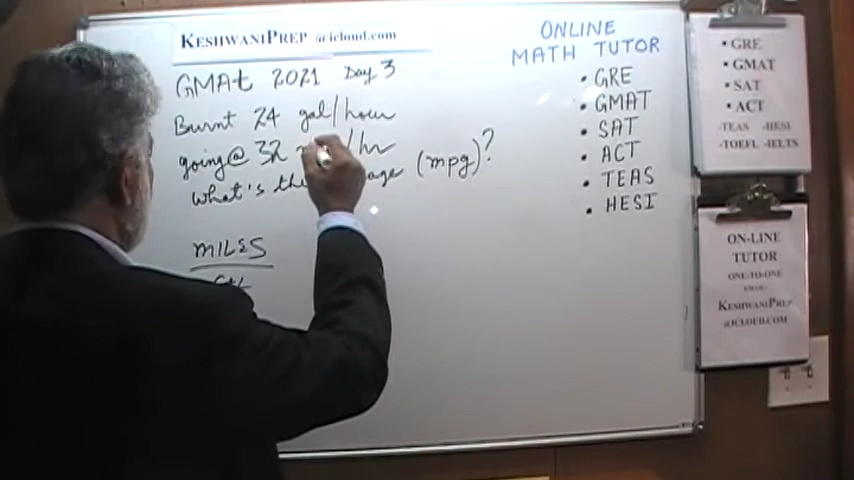 KESHWANIPREP @icloud.com
GMAt 2021 Day 3
Burnt 24 gal/hour
going@ 32 /hr
what's (mpg)?
MILES
ONLINE
MATH TUTOR
• GRE
• GMAT
• SAT
• ACT
• TEAS
• HESI
• GRE
• GMAT
• SAT
• ACT
-TEAS -HESI
-TOEFL -IELTS
ON-LINE
TUTOR
ONE-TO-ONE
EMAIL:
KESHWANIPREP
@ICLOUD.COM